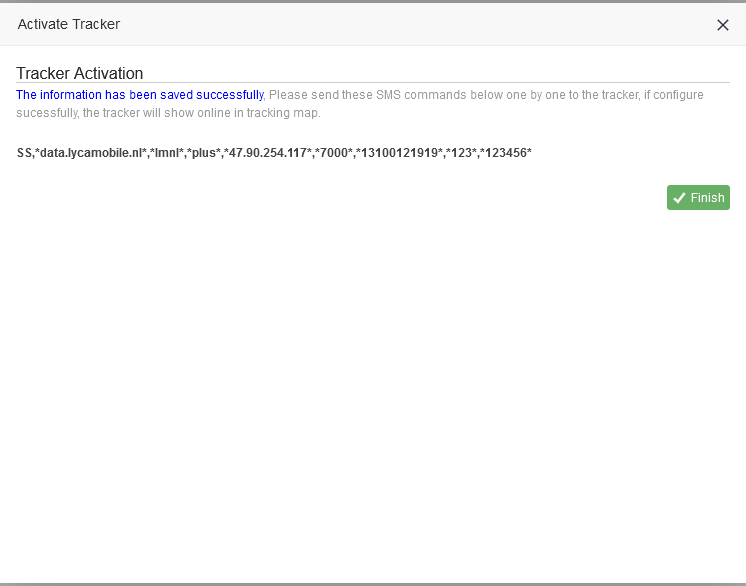 Activate Tracker
Tracker Activation
The information has been saved successfully, Please send these SMS commands below one by one to the tracker, if configure
sucessfully, the tracker will show online in tracking map.
SS,*data.lycamobile.nl*,*lmnl*,*plus*,*47.90.254.117*,*7000*,*13100121919*,*123*,*123456*
Finish